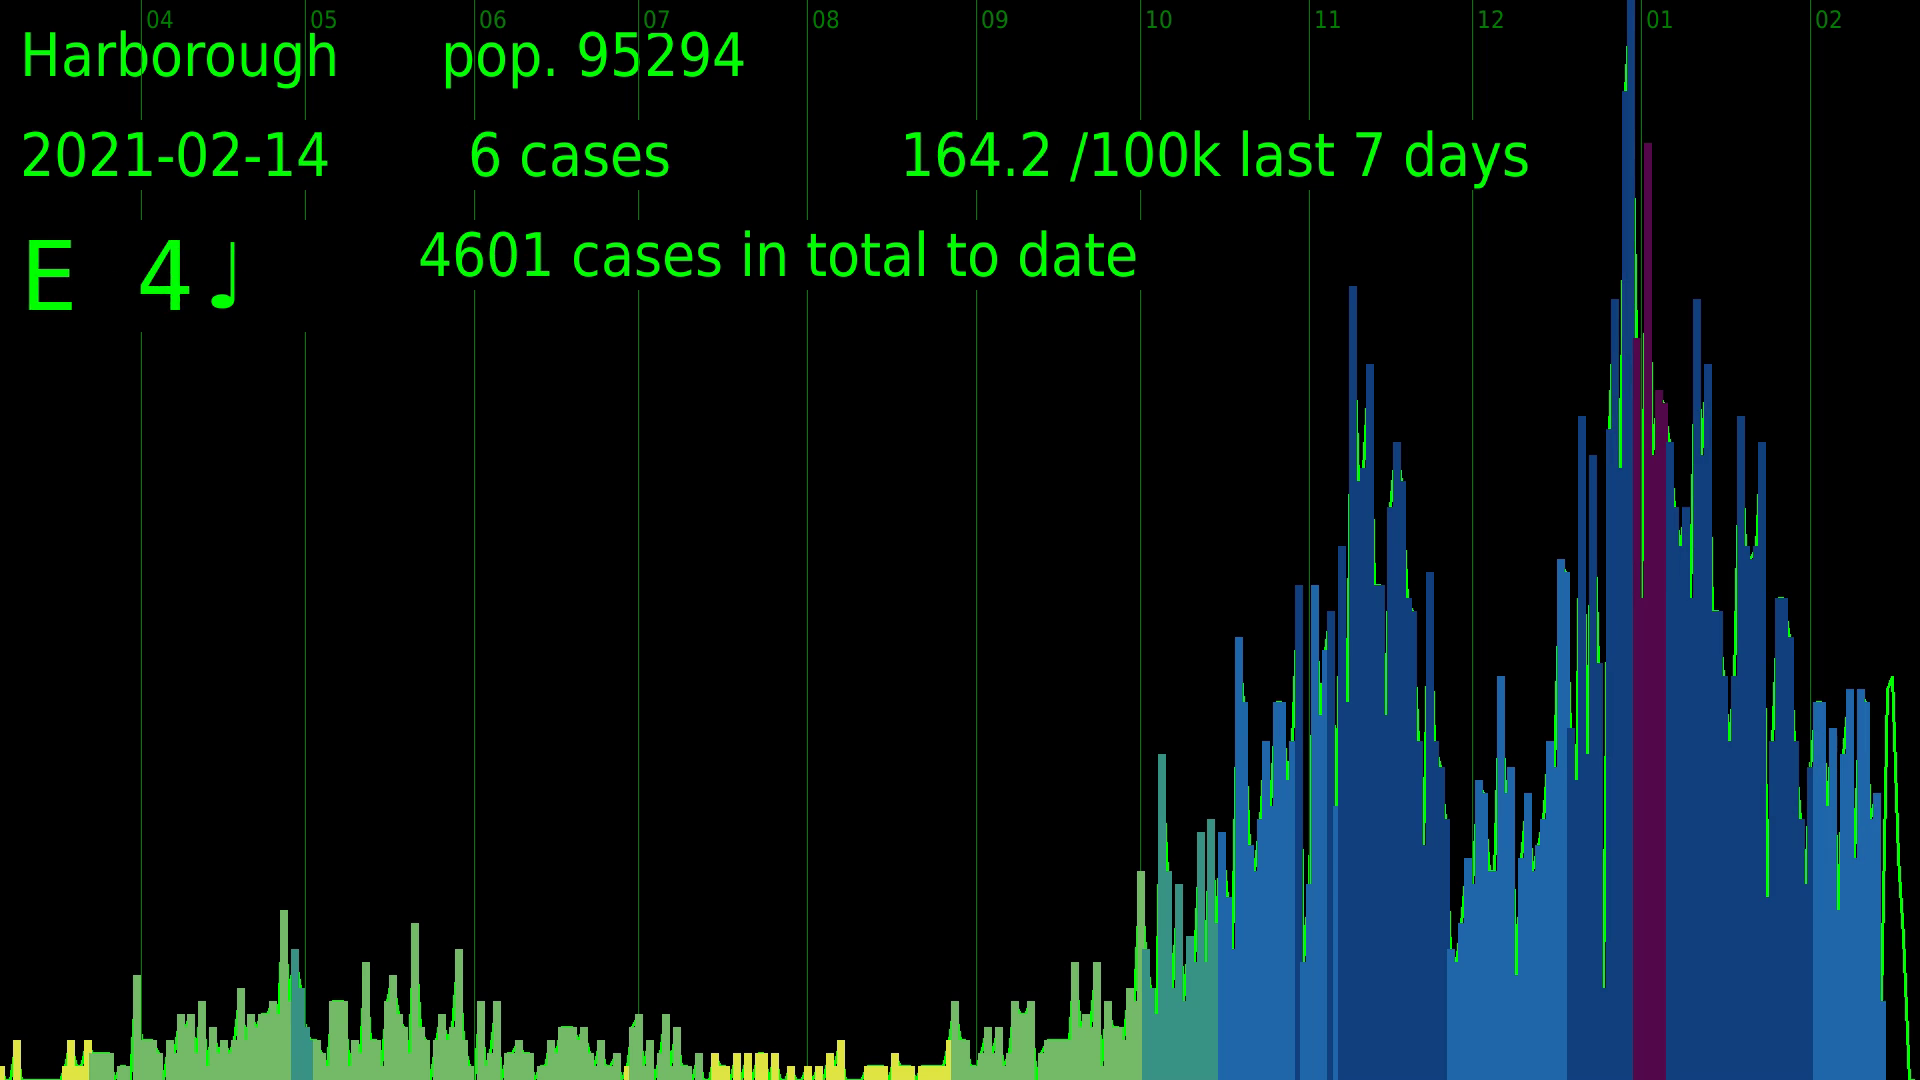 04 05 06 07 08 09 10 11 12 01 02
Harborough pop. 95294
2021-02-14 6 cases 164.2 /100k last 7 days
E 4♩ 4601 cases in total to date